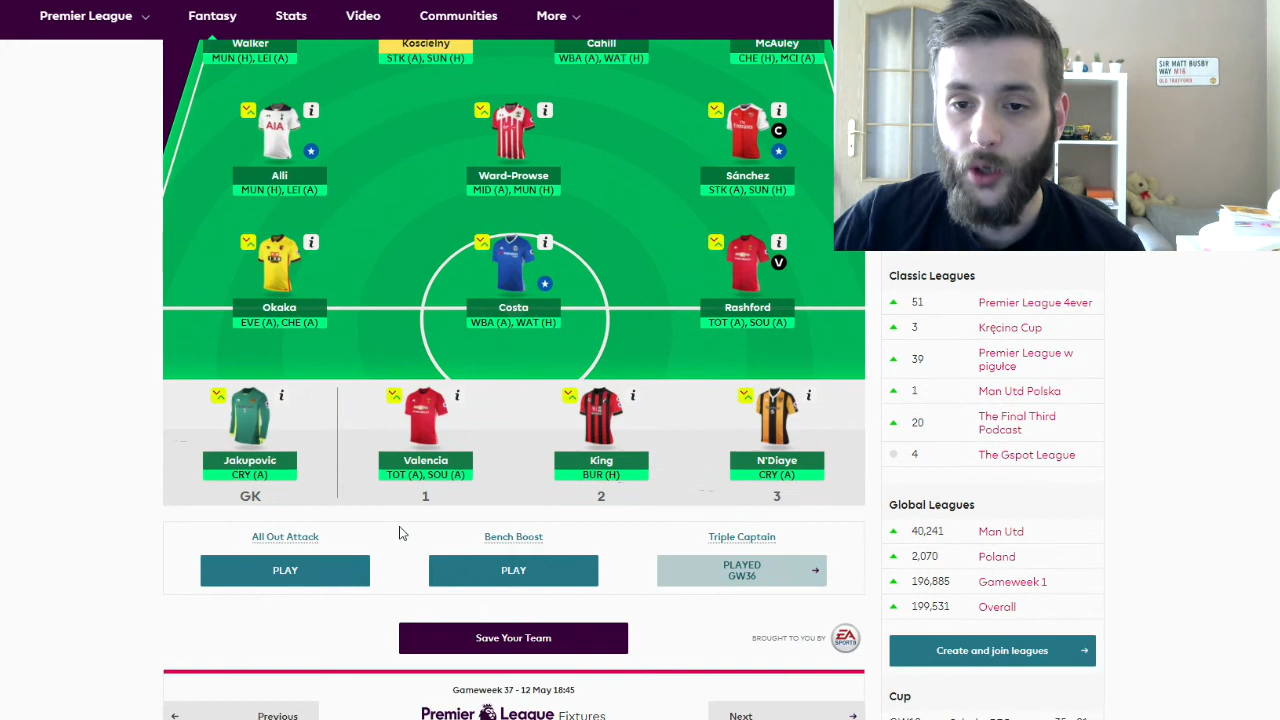 Premier League
Fantasy
Stats
Video
Communities
More
Walker
MUN (H), LEI (A)
Koscielny
STK (A), SUN (H)
Cahill
WBA (A), WAT (H)
McAuley
CHE (H), MCI (A)
SIR MATT BUSBY
WAY M16
OLD TRAFFORD
AIA
Alli
MUN (H), LEI (A)
Ward-Prowse
MID (A), MUN (H)
C
Sánchez
STK (A), SUN (H)
Okaka
EVE (A), CHE (A)
Costa
WBA (A), WAT (H)
V
Rashford
TOT (A), SOU (A)
Jakupovic
CRY (A)
GK
Valencia
TOT (A), SOU (A)
1
King
BUR (H)
2
N'Diaye
CRY (A)
3
All Out Attack
PLAY
Bench Boost
PLAY
Triple Captain
PLAYED
GW36
Save Your Team
BROUGHT TO YOU BY
EA
SPORTS
Gameweek 37 - 12 May 18:45
Previous
Premier League Fixtures
Next
Classic Leagues
51 Premier League 4ever
3 Kręcina Cup
39 Premier League w
pigułce
1 Man Utd Polska
20 The Final Third
Podcast
4 The Gspot League
Global Leagues
40,241 Man Utd
2,070 Poland
196,885 Gameweek 1
199,531 Overall
Create and join leagues
Cup